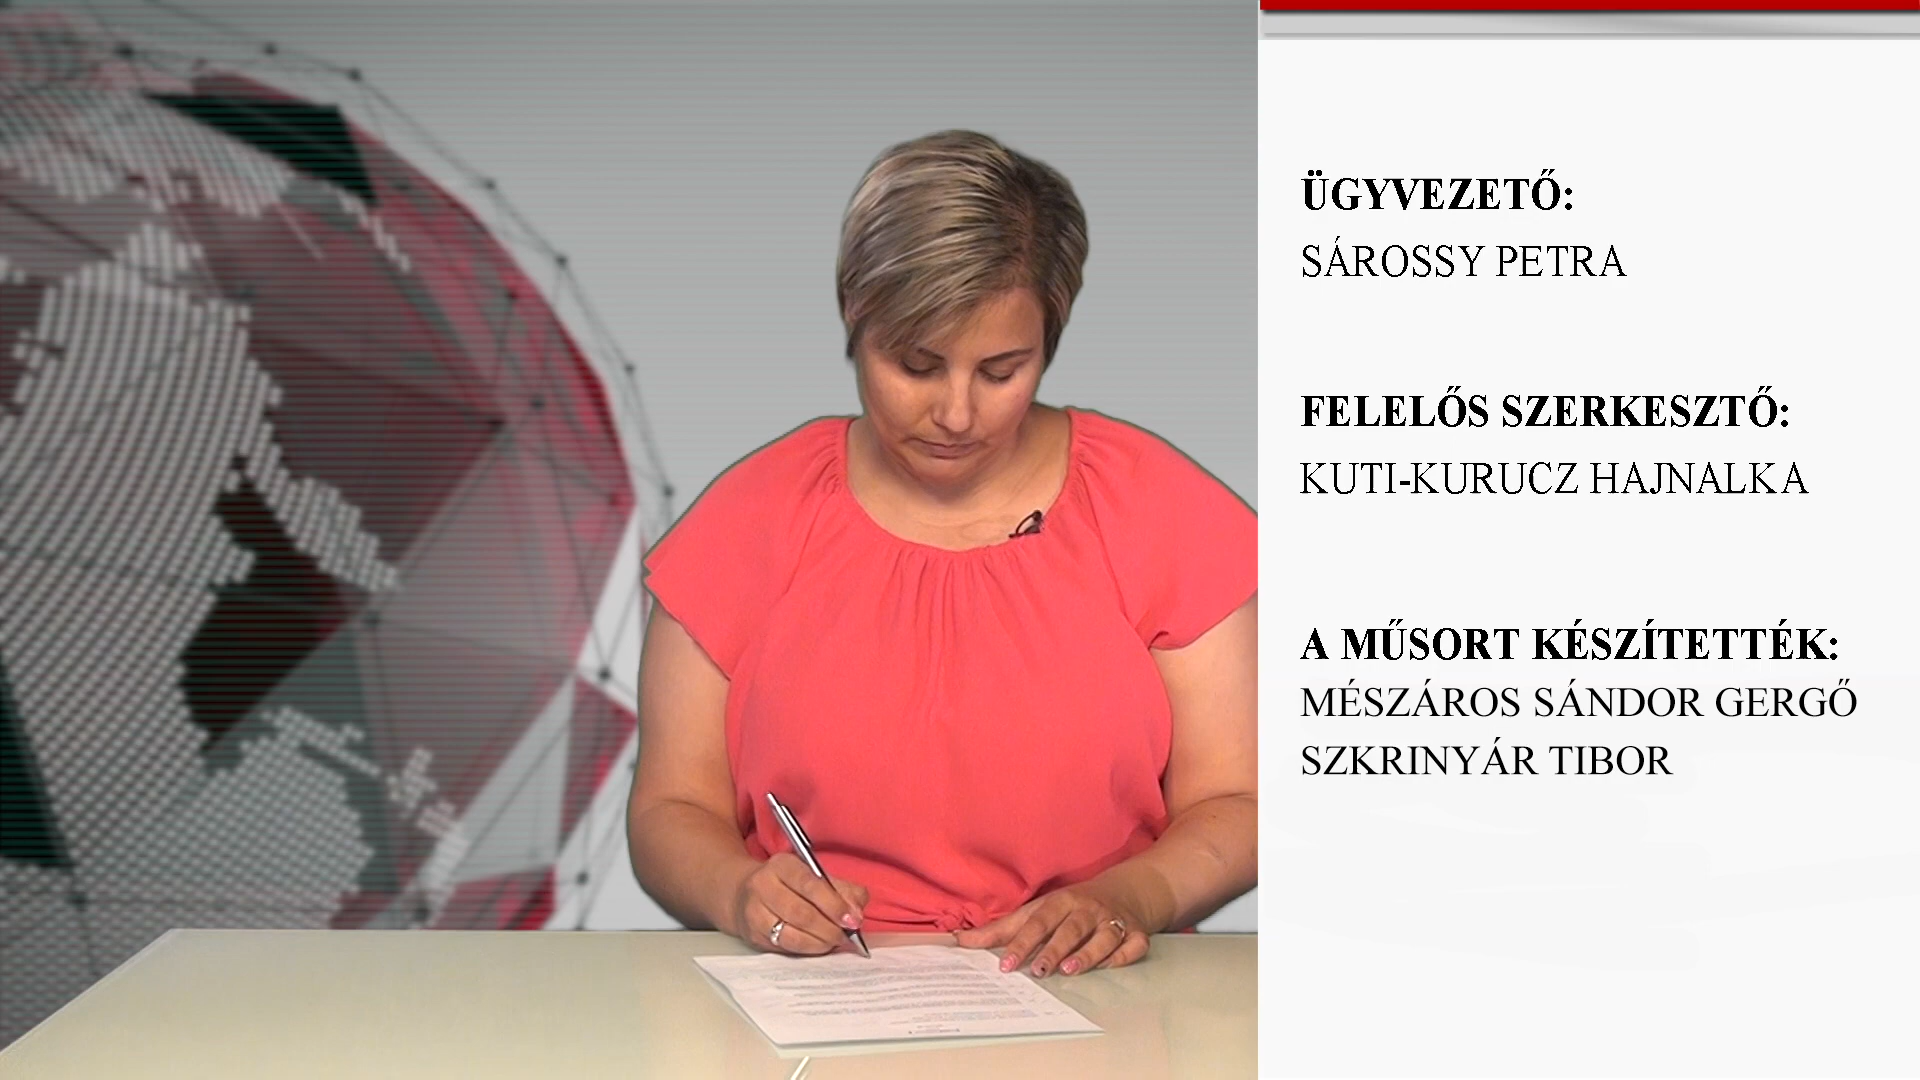 ÜGYVEZETŐ:
SÁROSSY PETRA
FELELŐS SZERKESZTŐ:
KUTI-KURUCZ HAJNALKA
A MŰSORT KÉSZÍTETTÉK:
MÉSZÁROS SÁNDOR GERGŐ
SZKRINYÁR TIBOR